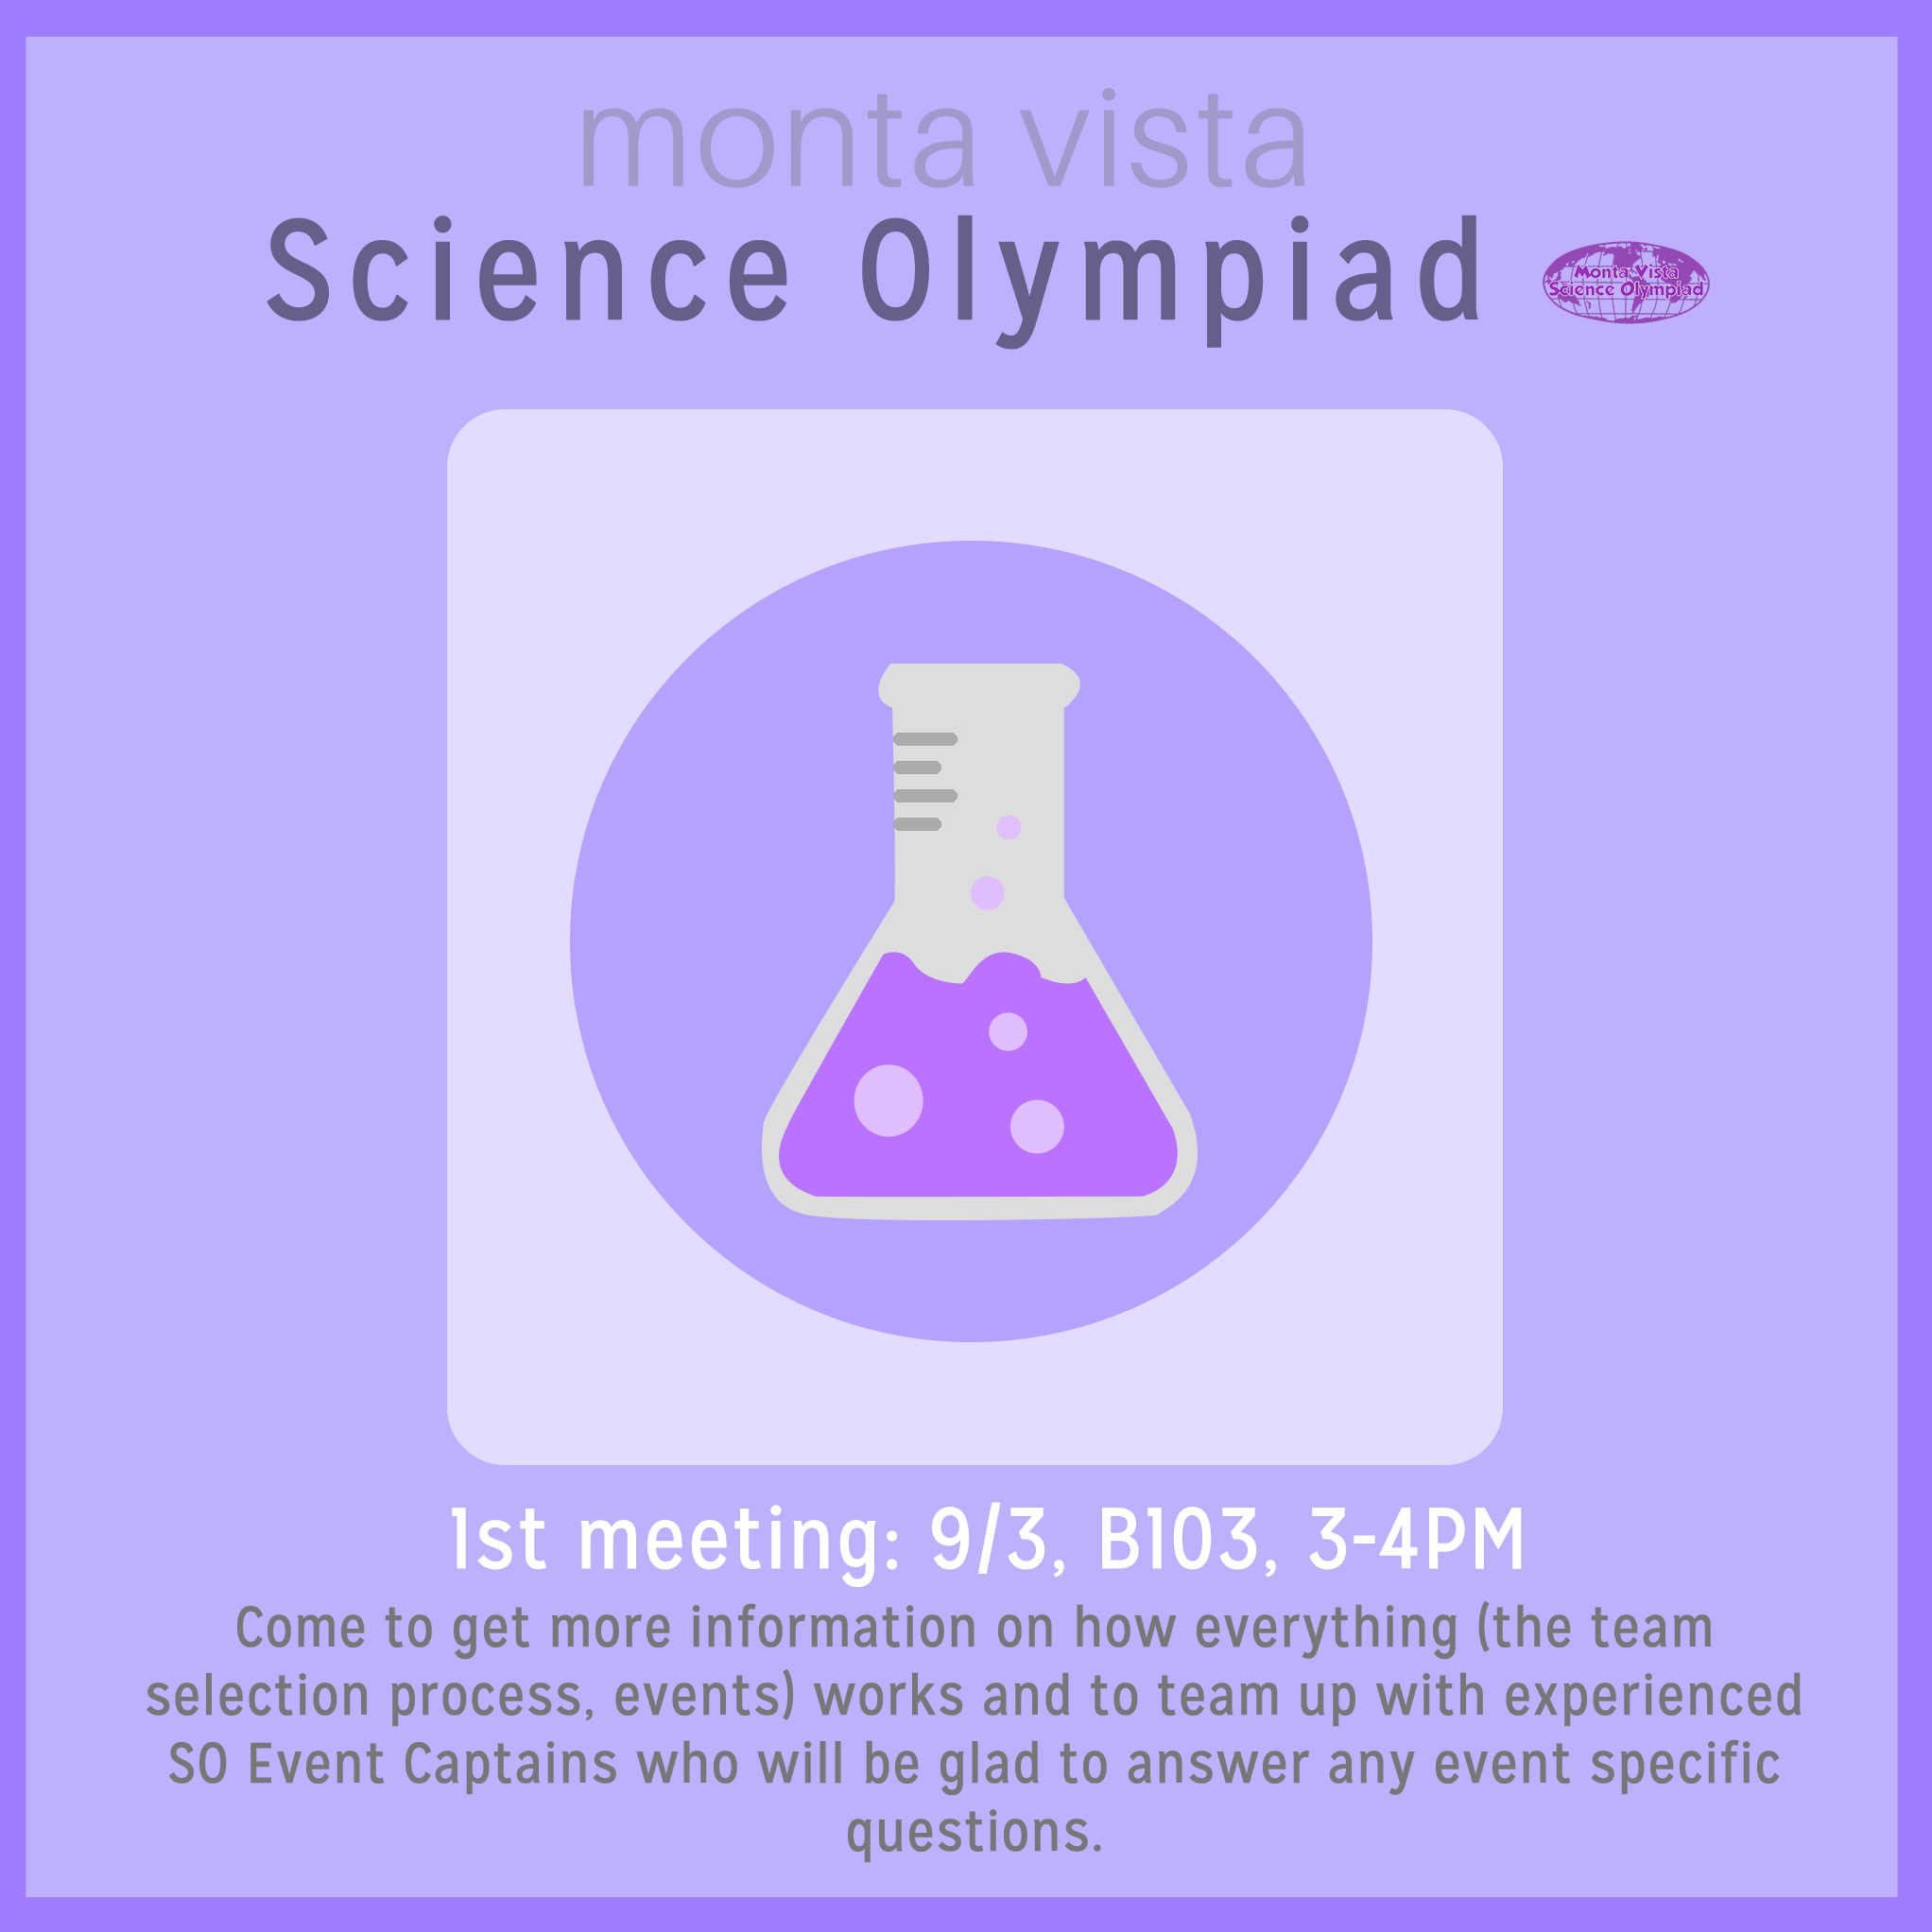 monta vista
Science Olympiad
Monta Vista
Science Olympiad
1st meeting: 9/3, B103, 3-4PM
Come to get more information on how everything (the team
selection process, events) works and to team up with experienced
SO Event Captains who will be glad to answer any event specific
questions.